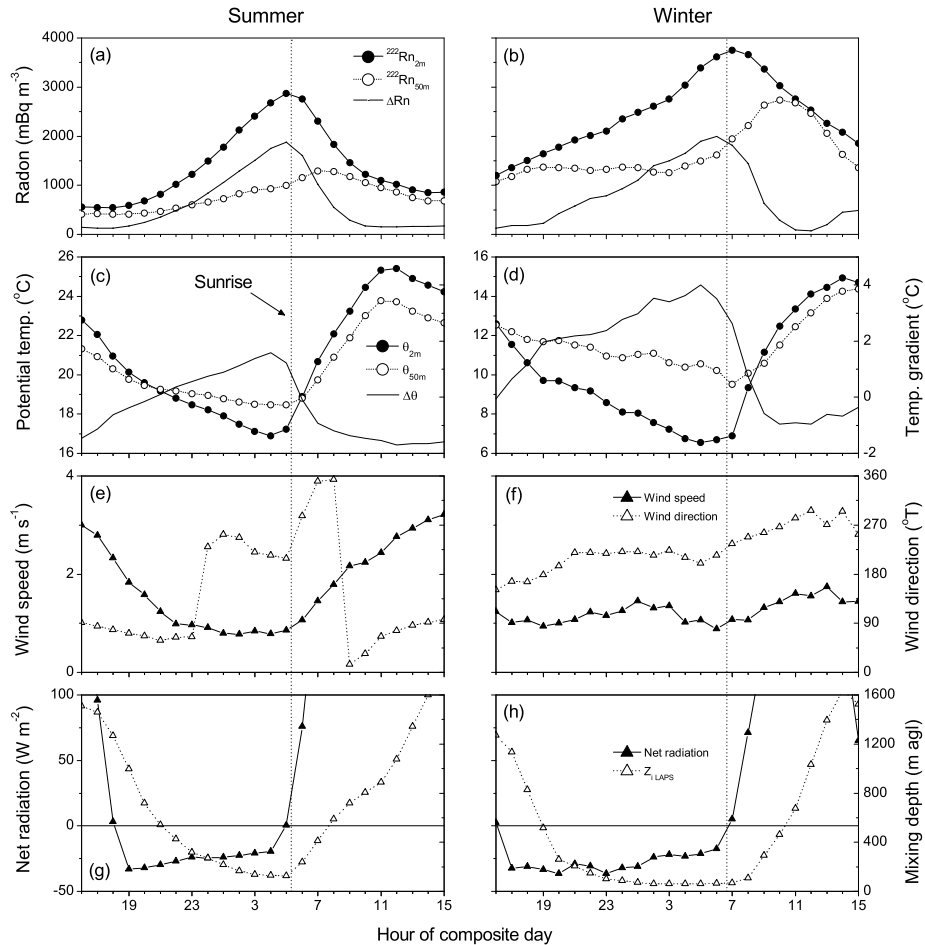 Summer
Winter
(a)
²²²Rn2m
²²²Rn50m
ΔRn
(b)
4000
3000
2000
1000
0
Radon (mBq m⁻³)
(c)
Sunrise
θ2m
θ50m
Δθ
26
24
22
20
18
16
Potential temp. (°C)
(d)
16
14
12
10
8
6
4
2
0
-2
Temp. gradient (°C)
(e)
4
2
0
Wind speed (m s⁻¹)
(f)
Wind speed
Wind direction
360
270
180
90
0
Wind direction (°T)
(g)
100
50
0
-50
Net radiation (W m⁻²)
(h)
Net radiation
Zi LAPS
1600
1200
800
400
0
Mixing depth (m agl)
19 23 3 7 11 15
19 23 3 7 11 15
Hour of composite day